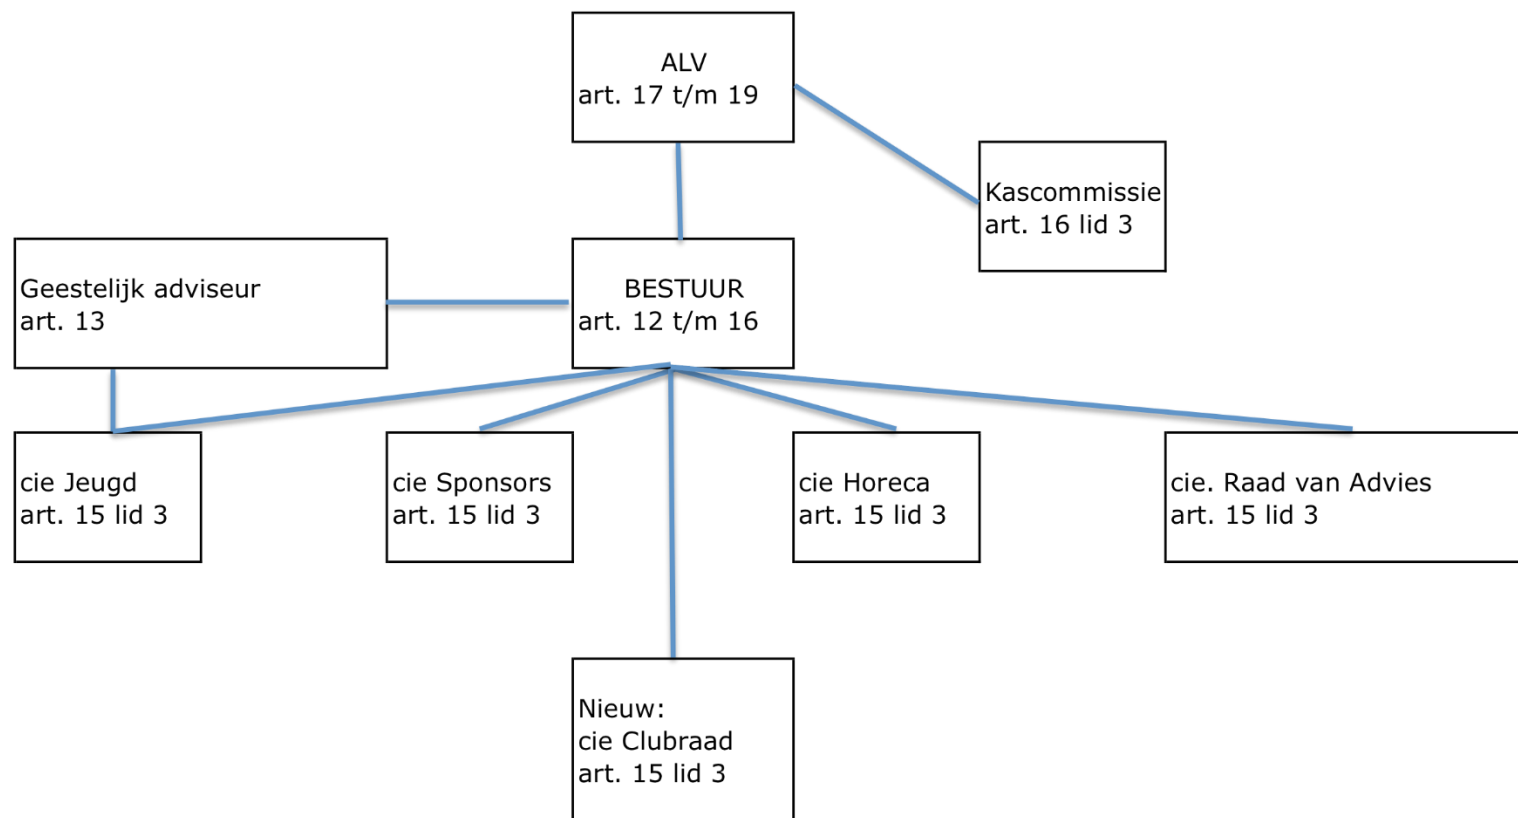 ALV
art. 17 t/m 19
Kascommissie
art. 16 lid 3
Geestelijk adviseur
art. 13
BESTUUR
art. 12 t/m 16
cie Jeugd
art. 15 lid 3
cie Sponsors
art. 15 lid 3
cie Horeca
art. 15 lid 3
cie. Raad van Advies
art. 15 lid 3
Nieuw:
cie Clubraad
art. 15 lid 3